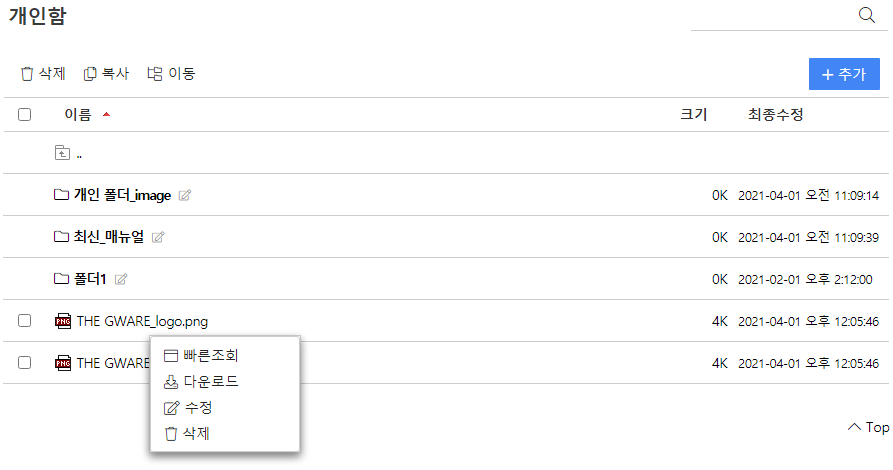 개인함
삭제 복사 이동 + 추가
이름 크기 최종수정
..
개인 폴더_image 0K 2021-04-01 오전 11:09:14
최신_매뉴얼 0K 2021-04-01 오전 11:09:39
폴더1 0K 2021-02-01 오후 2:12:00
PNG THE GWARE_logo.png 4K 2021-04-01 오후 12:05:46
PNG THE GWARE 4K 2021-04-01 오후 12:05:46
빠른조회
다운로드
수정
삭제
Top